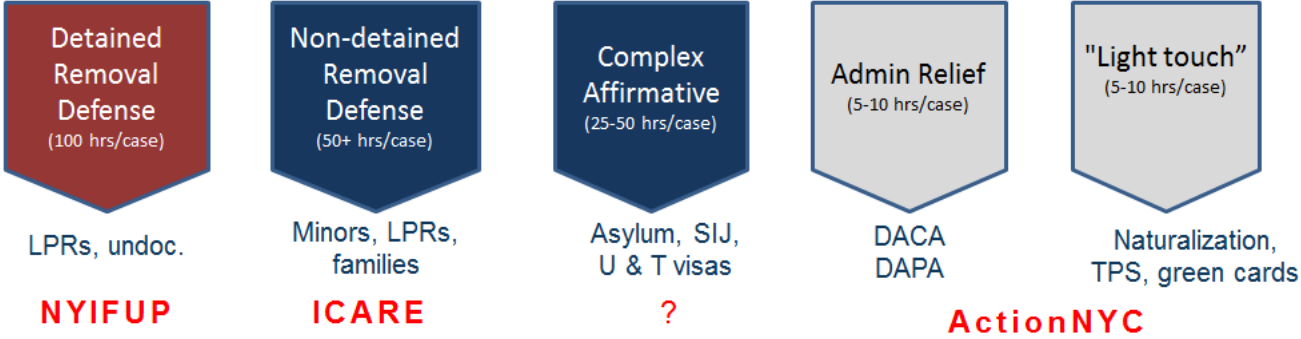 Detained
Removal
Defense
(100 hrs/case)
LPRs, undoc.
NYIFUP
Non-detained
Removal
Defense
(50+ hrs/case)
Minors, LPRs,
families
ICARE
Complex
Affirmative
(25-50 hrs/case)
Asylum, SIJ,
U & T visas
?
Admin Relief
(5-10 hrs/case)
DACA
DAPA
"Light touch”
(5-10 hrs/case)
Naturalization,
TPS, green cards
ActionNYC